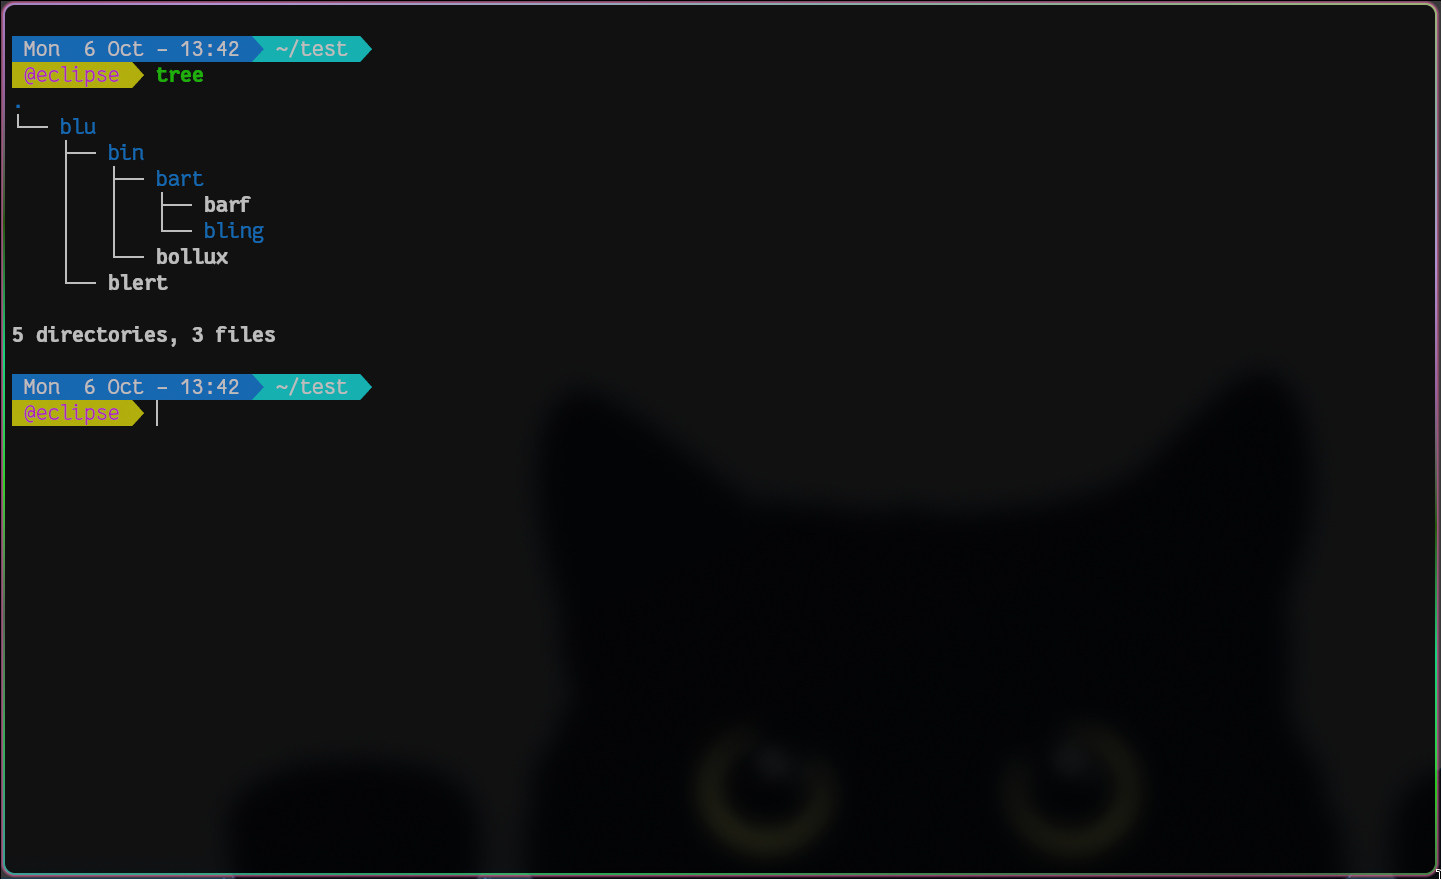 Mon  6 Oct – 13:42 ~/test
@eclipse tree
.
└── blu
    ├── bin
    │   ├── bart
    │   │   ├── barf
    │   │   └── bling
    │   └── bollux
    └── blert
5 directories, 3 files
Mon  6 Oct – 13:42 ~/test
@eclipse